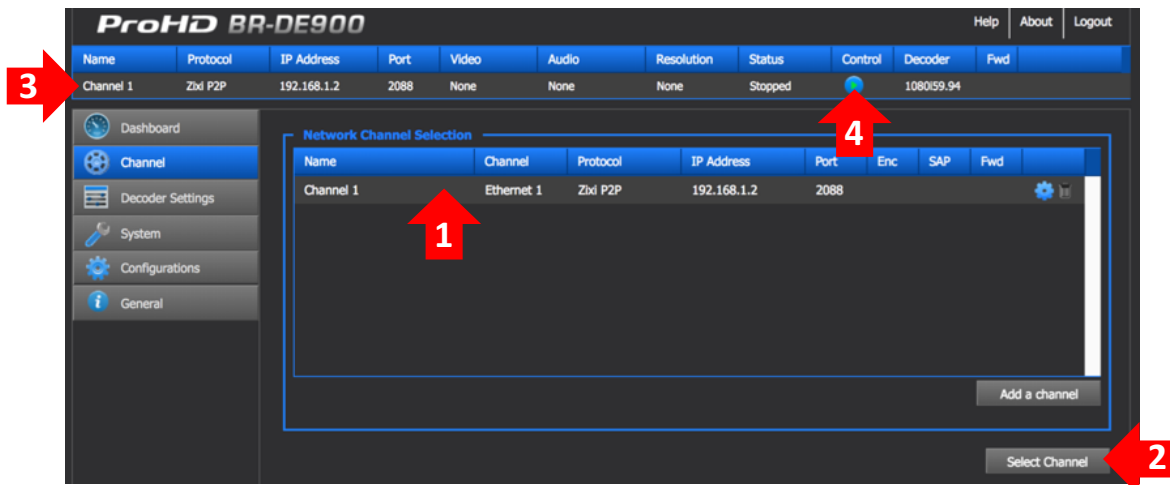 ProHD BR-DE900
Help About Logout
Name Protocol IP Address Port Video Audio Resolution Status Control Decoder Fwd
3
Channel 1 Zixi P2P 192.168.1.2 2088 None None None Stopped 1080i59.94
4
Dashboard
Network Channel Selection
Channel
Name Channel Protocol IP Address Port Enc SAP Fwd
Channel 1 Ethernet 1 Zixi P2P 192.168.1.2 2088
Decoder Settings
1
System
Configurations
General
Add a channel
Select Channel
2